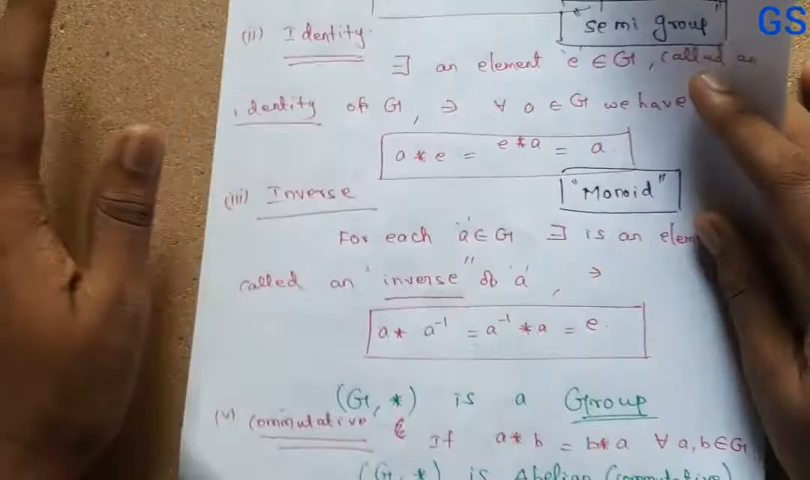 GS
"semi group"
(ii) Identity
∃ an element 'e' ∈ G, called an
identity of G, ∋ ∀ a ∈ G we have
a * e = e * a = a
(iii) Inverse
"Monoid"
For each 'a' ∈ G ∃ is an elem
called an "inverse" of 'a', ∋
a * a⁻¹ = a⁻¹ * a = e.
(G, *) is a Group
(v) Commutative If a * b = b * a ∀ a, b ∈ G
(G, *) is Abelian (commutative)